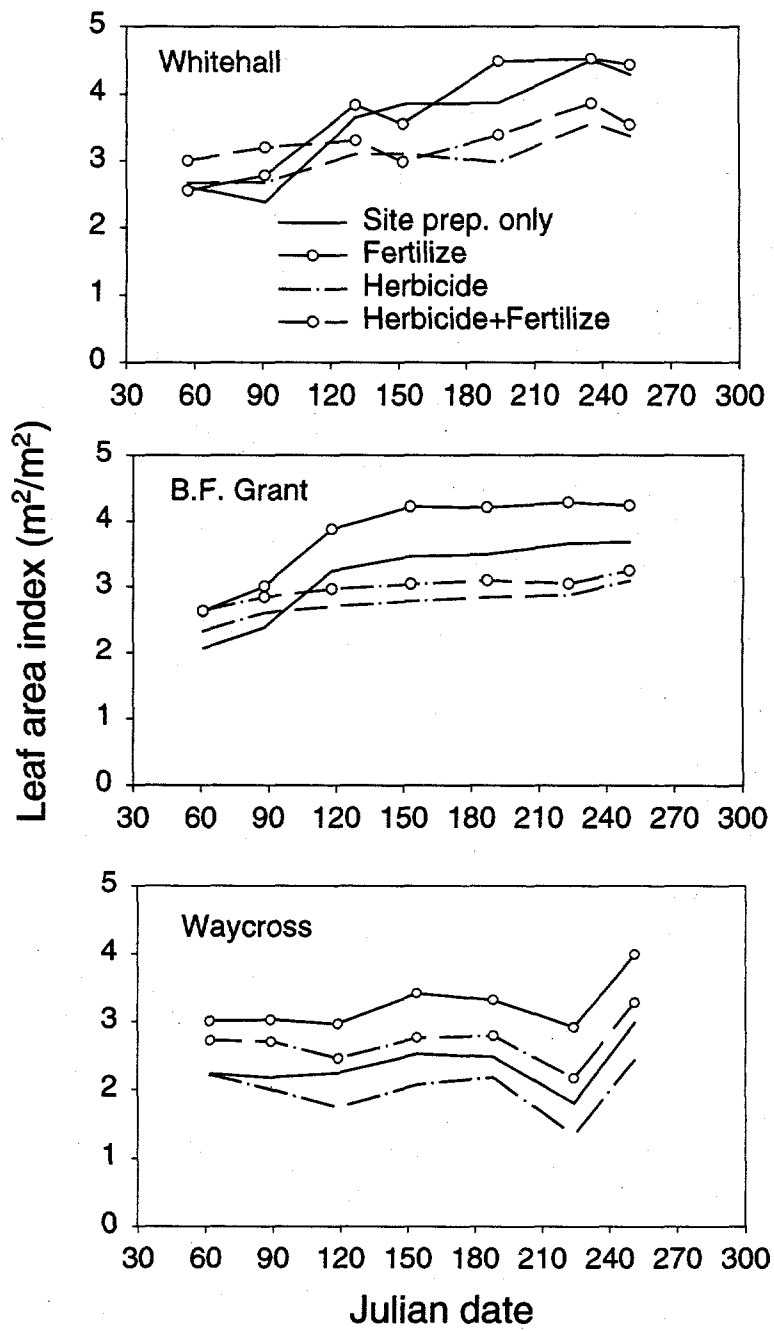 Leaf area index (m²/m²)
5
Whitehall
4
3
2
1
0
Site prep. only
Fertilize
Herbicide
Herbicide+Fertilize
30 60 90 120 150 180 210 240 270 300
5
B.F. Grant
4
3
2
1
0
30 60 90 120 150 180 210 240 270 300
5
Waycross
4
3
2
1
0
30 60 90 120 150 180 210 240 270 300
Julian date